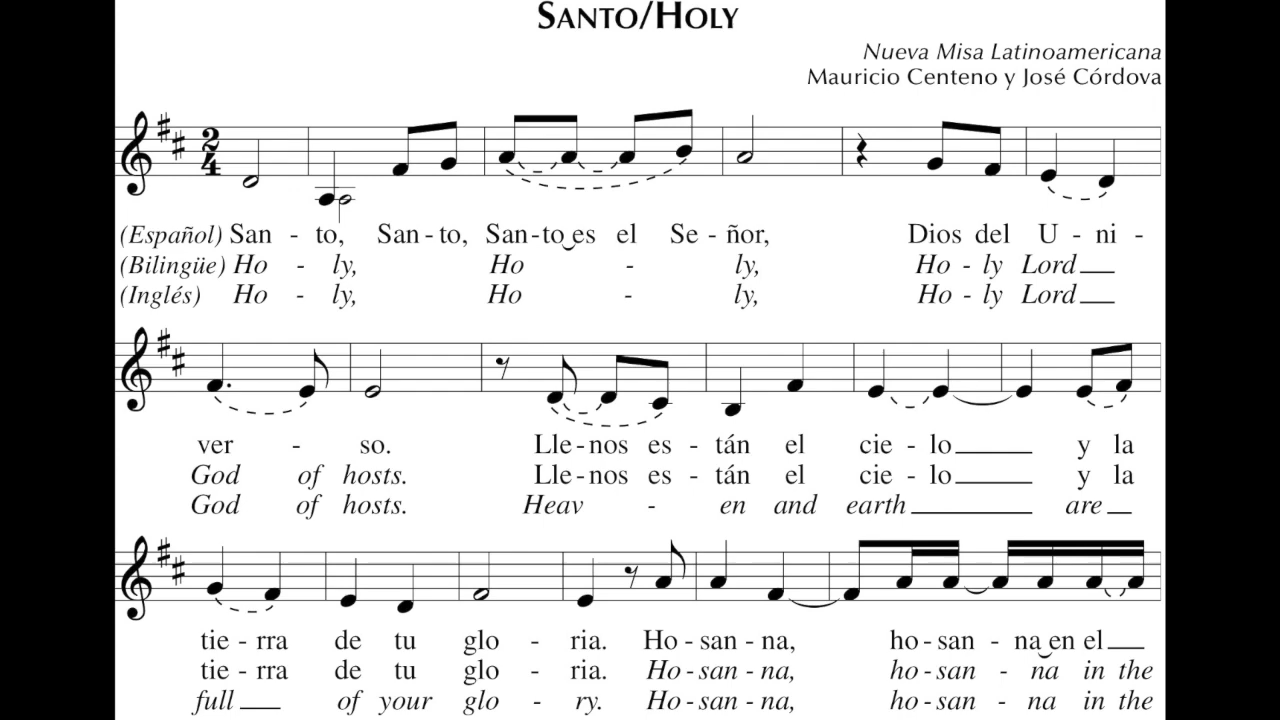 SANTO/HOLY
Nueva Misa Latinoamericana
Mauricio Centeno y José Córdova
2
4
(Español) San - to, San - to, San - to es el Se - ñor, Dios del U - ni -
(Bilingüe) Ho - ly, Ho - ly, Ho - ly Lord
(Inglés) Ho - ly, Ho - ly, Ho - ly Lord
ver - so. Lle - nos es - tán el cie - lo y la
God of hosts. Lle - nos es - tán el cie - lo y la
God of hosts. Heav - en and earth are
tie - rra de tu glo - ria. Ho - san - na, ho - san - na en el
tie - rra de tu glo - ria. Ho - san - na, ho - san - na in the
full of your glo - ry. Ho - san - na, ho - san - na in the